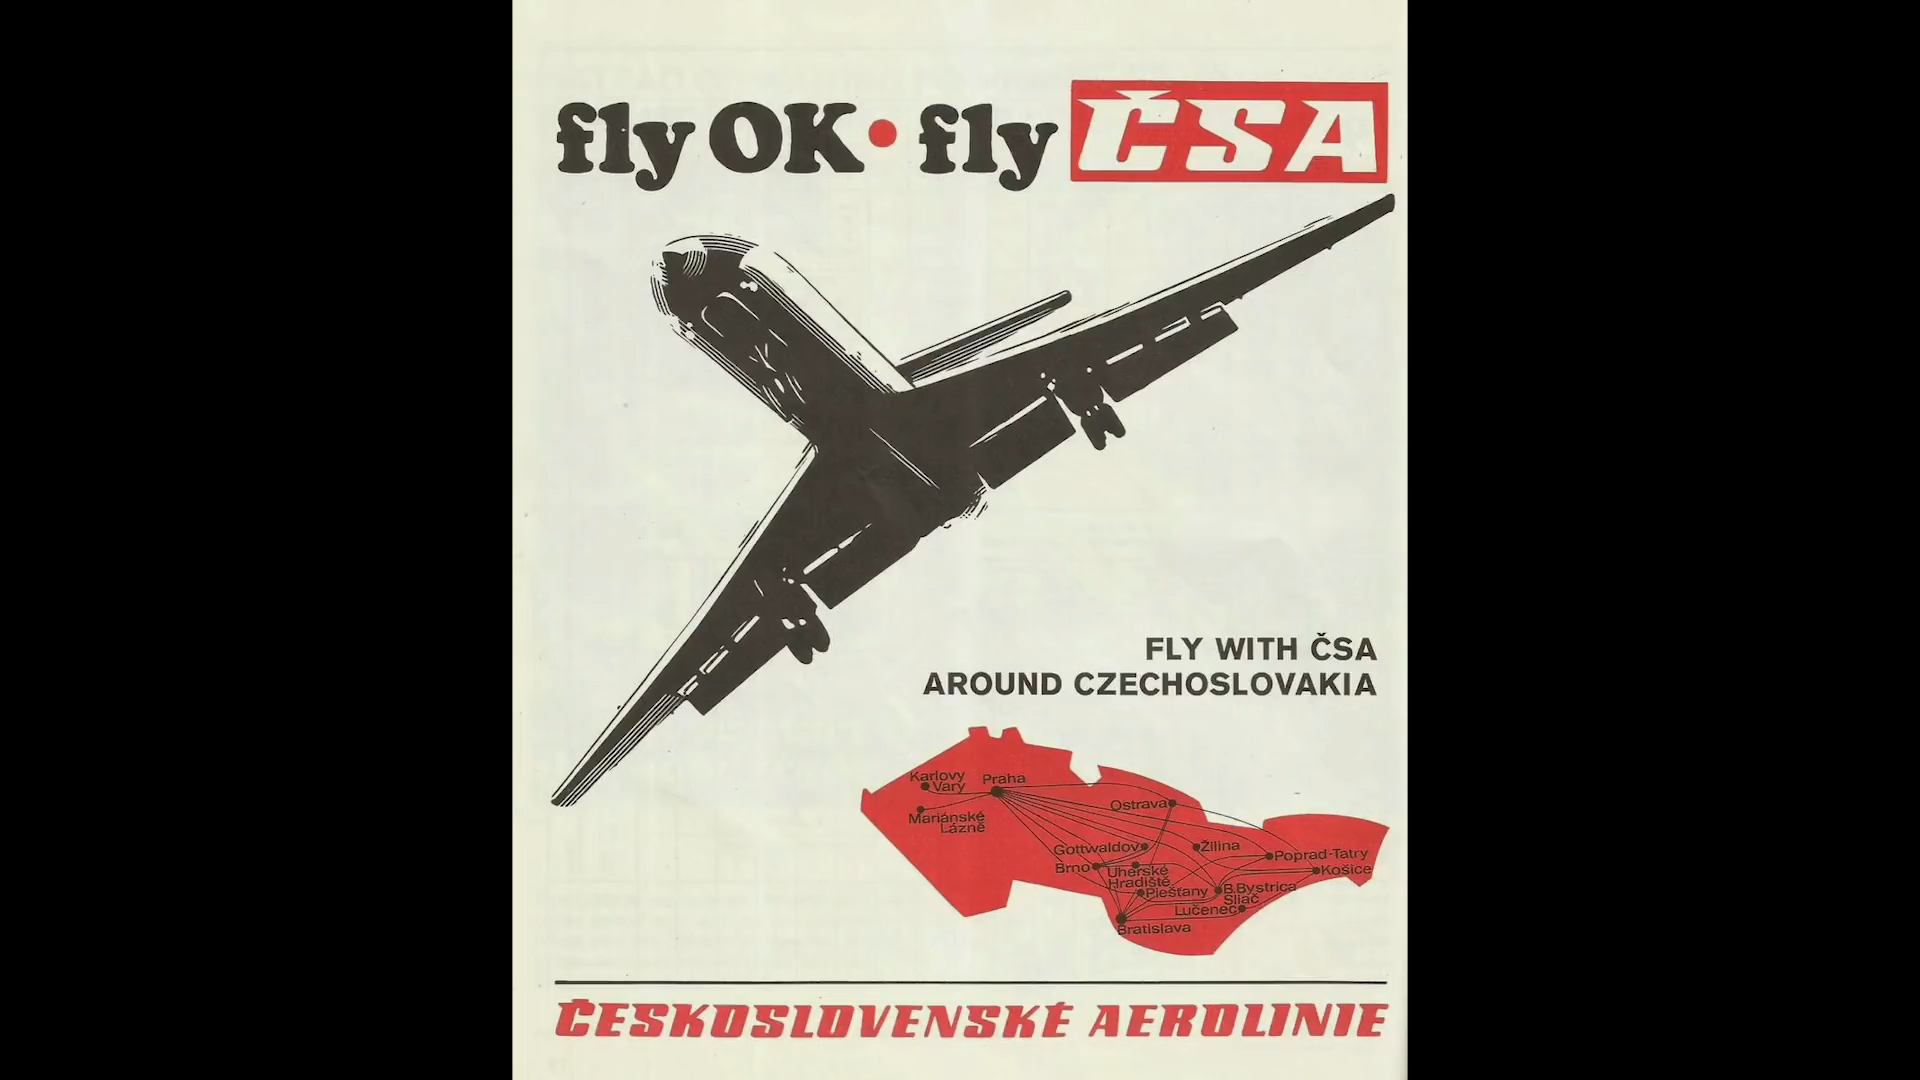 fly OK • fly ČSA
FLY WITH ČSA
AROUND CZECHOSLOVAKIA
Karlovy
Vary
Praha
Mariánské
Lázně
Ostrava
Gottwaldov
Žilina
Brno
Uherské
Hradiště
Poprad-Tatry
Košice
Piešťany
B.Bystrica
Sliač
Lučenec
Bratislava
ČESKOSLOVENSKÉ AEROLINIE